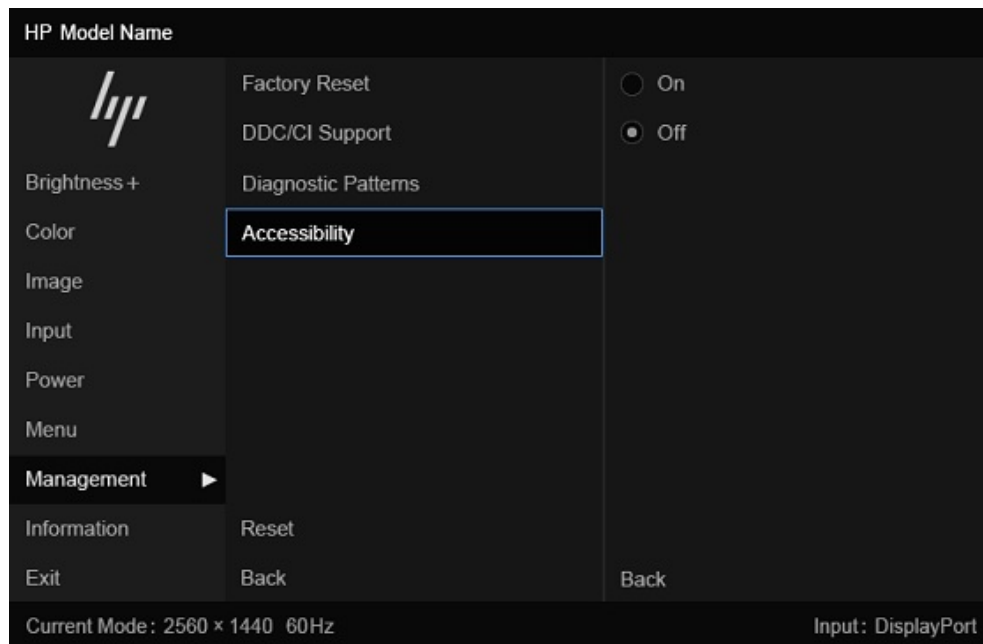 HP Model Name
hp
Brightness+
Color
Image
Input
Power
Menu
Management
Information
Exit
Factory Reset
DDC/CI Support
Diagnostic Patterns
Accessibility
Reset
Back
On
Off
Back
Current Mode: 2560 × 1440 60Hz
Input: DisplayPort